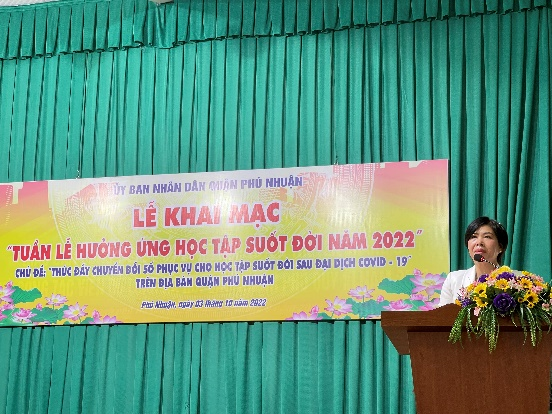 ỦY BAN NHÂN DÂN QUẬN PHÚ NHUẬN
LỄ KHAI MẠC
"TUẦN LỄ HƯỞNG ỨNG HỌC TẬP SUỐT ĐỜI NĂM 2022"
CHỦ ĐỀ: "THÚC ĐẨY CHUYỂN ĐỔI SỐ PHỤC VỤ CHO HỌC TẬP SUỐT ĐỜI SAU ĐẠI DỊCH COVID - 19"
TRÊN ĐỊA BÀN QUẬN PHÚ NHUẬN
Phú Nhuận, ngày 03 tháng 10 năm 2022